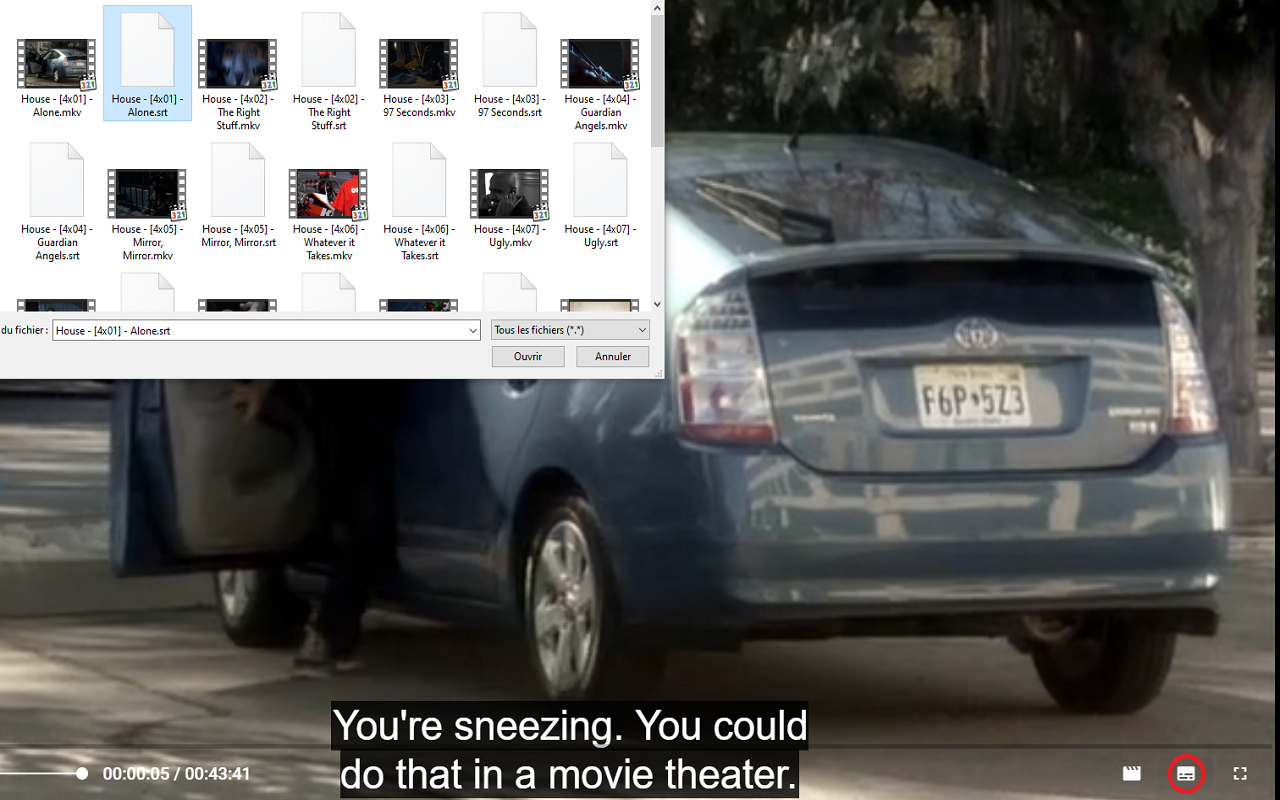 House - [4x01] -
Alone.mkv
House - [4x01] -
Alone.srt
House - [4x02] -
The Right
Stuff.mkv
House - [4x02] -
The Right
Stuff.srt
House - [4x03] -
97 Seconds.mkv
House - [4x03] -
97 Seconds.srt
House - [4x04] -
Guardian
Angels.mkv
House - [4x04] -
Guardian
Angels.srt
House - [4x05] -
Mirror,
Mirror.mkv
House - [4x05] -
Mirror, Mirror.srt
House - [4x06] -
Whatever it
Takes.mkv
House - [4x06] -
Whatever it
Takes.srt
House - [4x07] -
Ugly.mkv
House - [4x07] -
Ugly.srt
du fichier : House - [4x01] - Alone.srt Tous les fichiers (*.*)
Ouvrir Annuler
F6P 5Z3
You're sneezing. You could
do that in a movie theater.
00:00:05 / 00:43:41